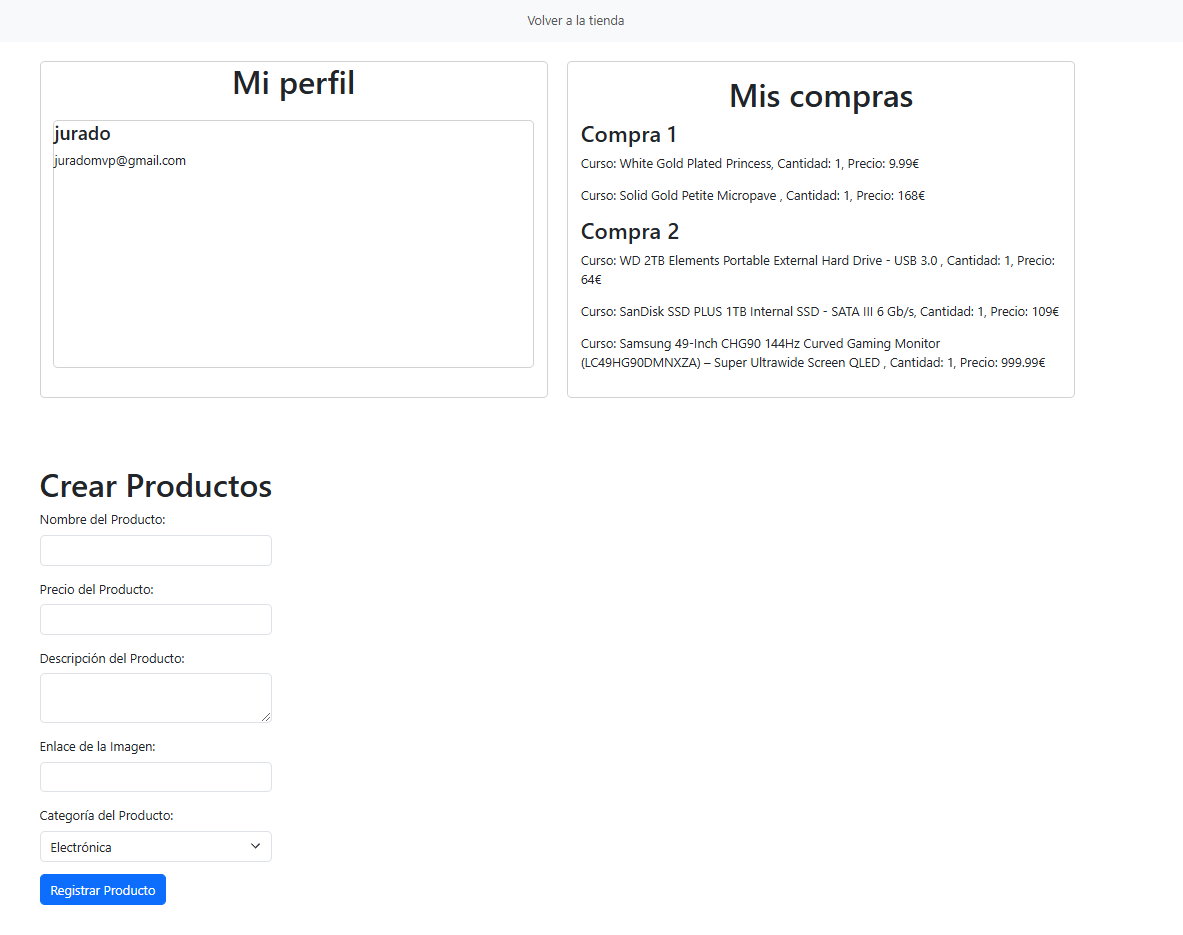 Volver a la tienda
Mi perfil
jurado
juradomvp@gmail.com
Mis compras
Compra 1
Curso: White Gold Plated Princess, Cantidad: 1, Precio: 9.99€
Curso: Solid Gold Petite Micropave , Cantidad: 1, Precio: 168€
Compra 2
Curso: WD 2TB Elements Portable External Hard Drive - USB 3.0 , Cantidad: 1, Precio:
64€
Curso: SanDisk SSD PLUS 1TB Internal SSD - SATA III 6 Gb/s, Cantidad: 1, Precio: 109€
Curso: Samsung 49-Inch CHG90 144Hz Curved Gaming Monitor
(LC49HG90DMNXZA) – Super Ultrawide Screen QLED , Cantidad: 1, Precio: 999.99€
Crear Productos
Nombre del Producto:
Precio del Producto:
Descripción del Producto:
Enlace de la Imagen:
Categoría del Producto:
Electrónica
Registrar Producto